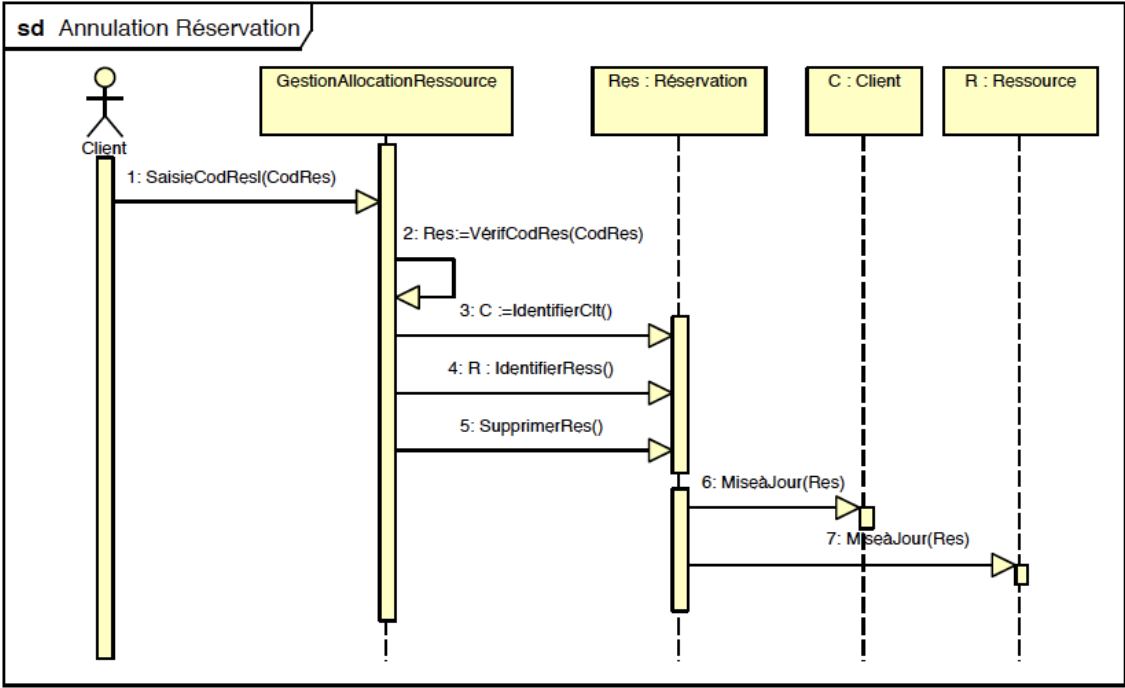 sd Annulation Réservation
GestionAllocationRessource
Res : Réservation
C : Client
R : Ressource
Client
1: SaisieCodResl(CodRes)
2: Res:=VérifCodRes(CodRes)
3: C :=IdentifierClt()
4: R : IdentifierRess()
5: SupprimerRes()
6: MiseàJour(Res)
7: MiseàJour(Res)